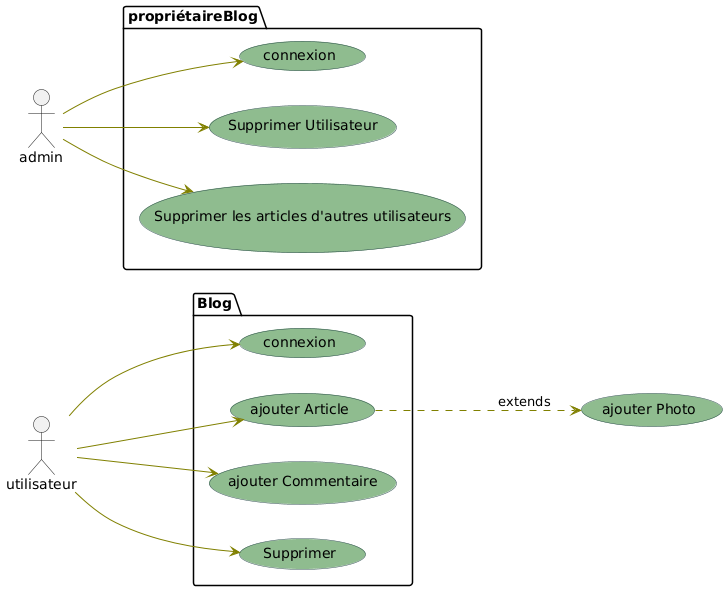 propriétaireBlog
connexion
Supprimer Utilisateur
admin
Supprimer les articles d'autres utilisateurs
Blog
connexion
ajouter Article
extends
ajouter Photo
utilisateur
ajouter Commentaire
Supprimer